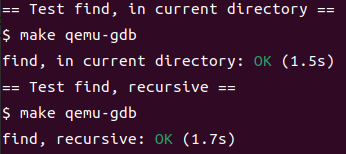 == Test find, in current directory ==
$ make qemu-gdb
find, in current directory: OK (1.5s)
== Test find, recursive ==
$ make qemu-gdb
find, recursive: OK (1.7s)